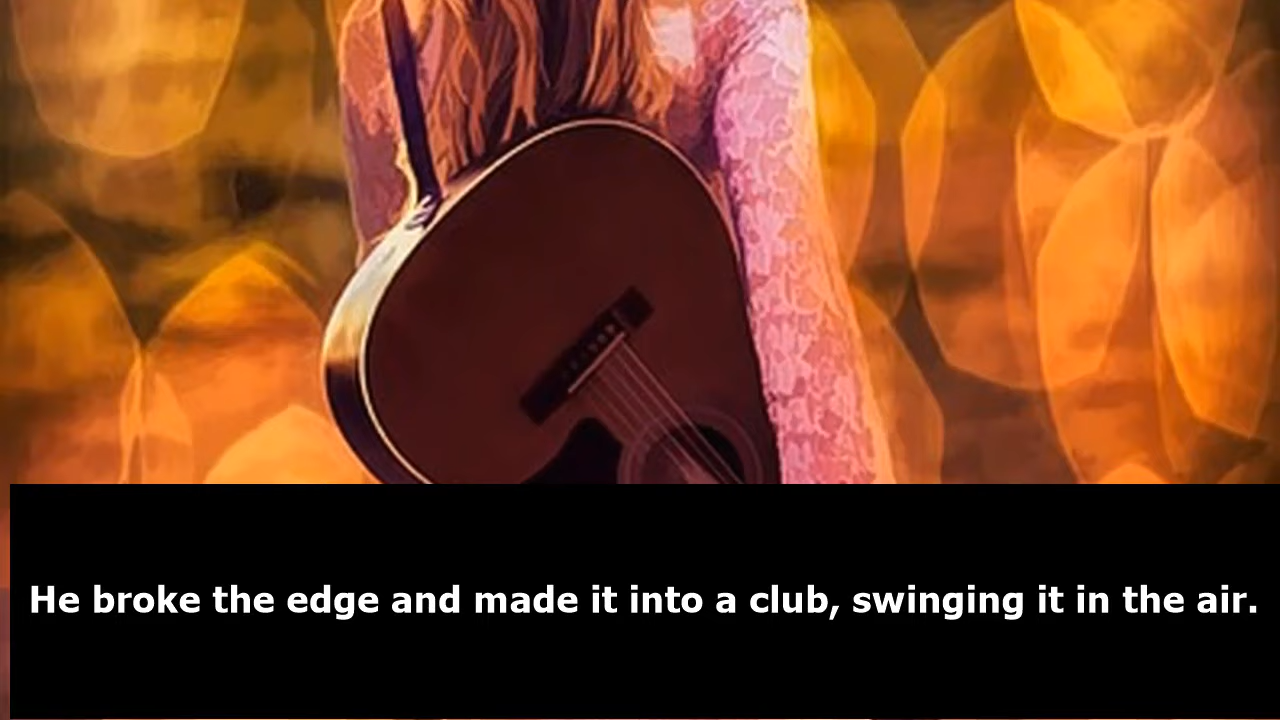 He broke the edge and made it into a club, swinging it in the air.